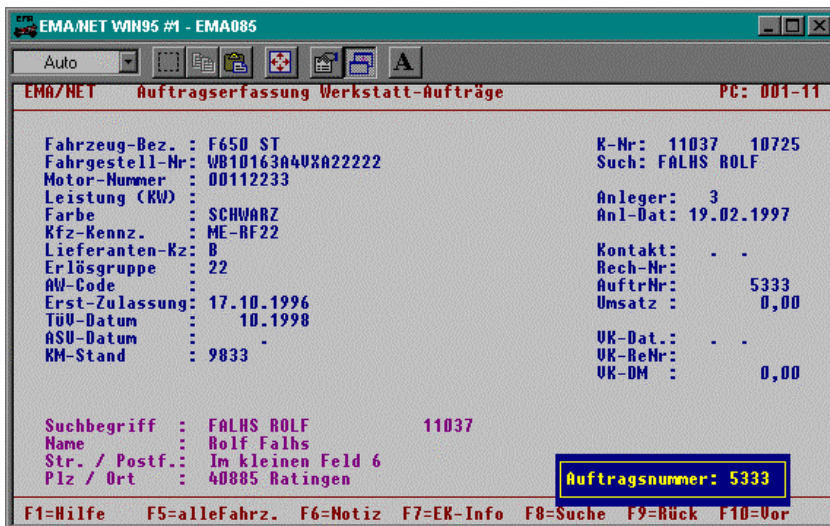 EMA/NET WIN95 #1 - EMA085
Auto A
EMA/NET Auftragserfassung Werkstatt-Aufträge PC: 001-11
Fahrzeug-Bez. : F650 ST K-Nr: 11037 10725
Fahrgestell-Nr: WB10163A4VXA22222 Such: FALHS ROLF
Motor-Nummer : 00112233
Leistung (KW) : Anleger: 3
Farbe : SCHWARZ Anl-Dat: 19.02.1997
Kfz-Kennz. : ME-RF22
Lieferanten-Kz: B Kontakt: . .
Erlösgruppe : 22 Rech-Nr:
AW-Code : AuftrNr: 5333
Erst-Zulassung: 17.10.1996 Umsatz : 0,00
TüV-Datum : 10.1998
ASU-Datum : . VK-Dat.: . .
KM-Stand : 9833 VK-ReNr:
VK-DM : 0,00
Suchbegriff : FALHS ROLF 11037
Name : Rolf Falhs
Str. / Postf.: Im kleinen Feld 6
Plz / Ort : 40885 Ratingen
Auftragsnummer: 5333
F1=Hilfe F5=alleFahrz. F6=Notiz F7=EK-Info F8=Suche F9=Rück F10=Vor